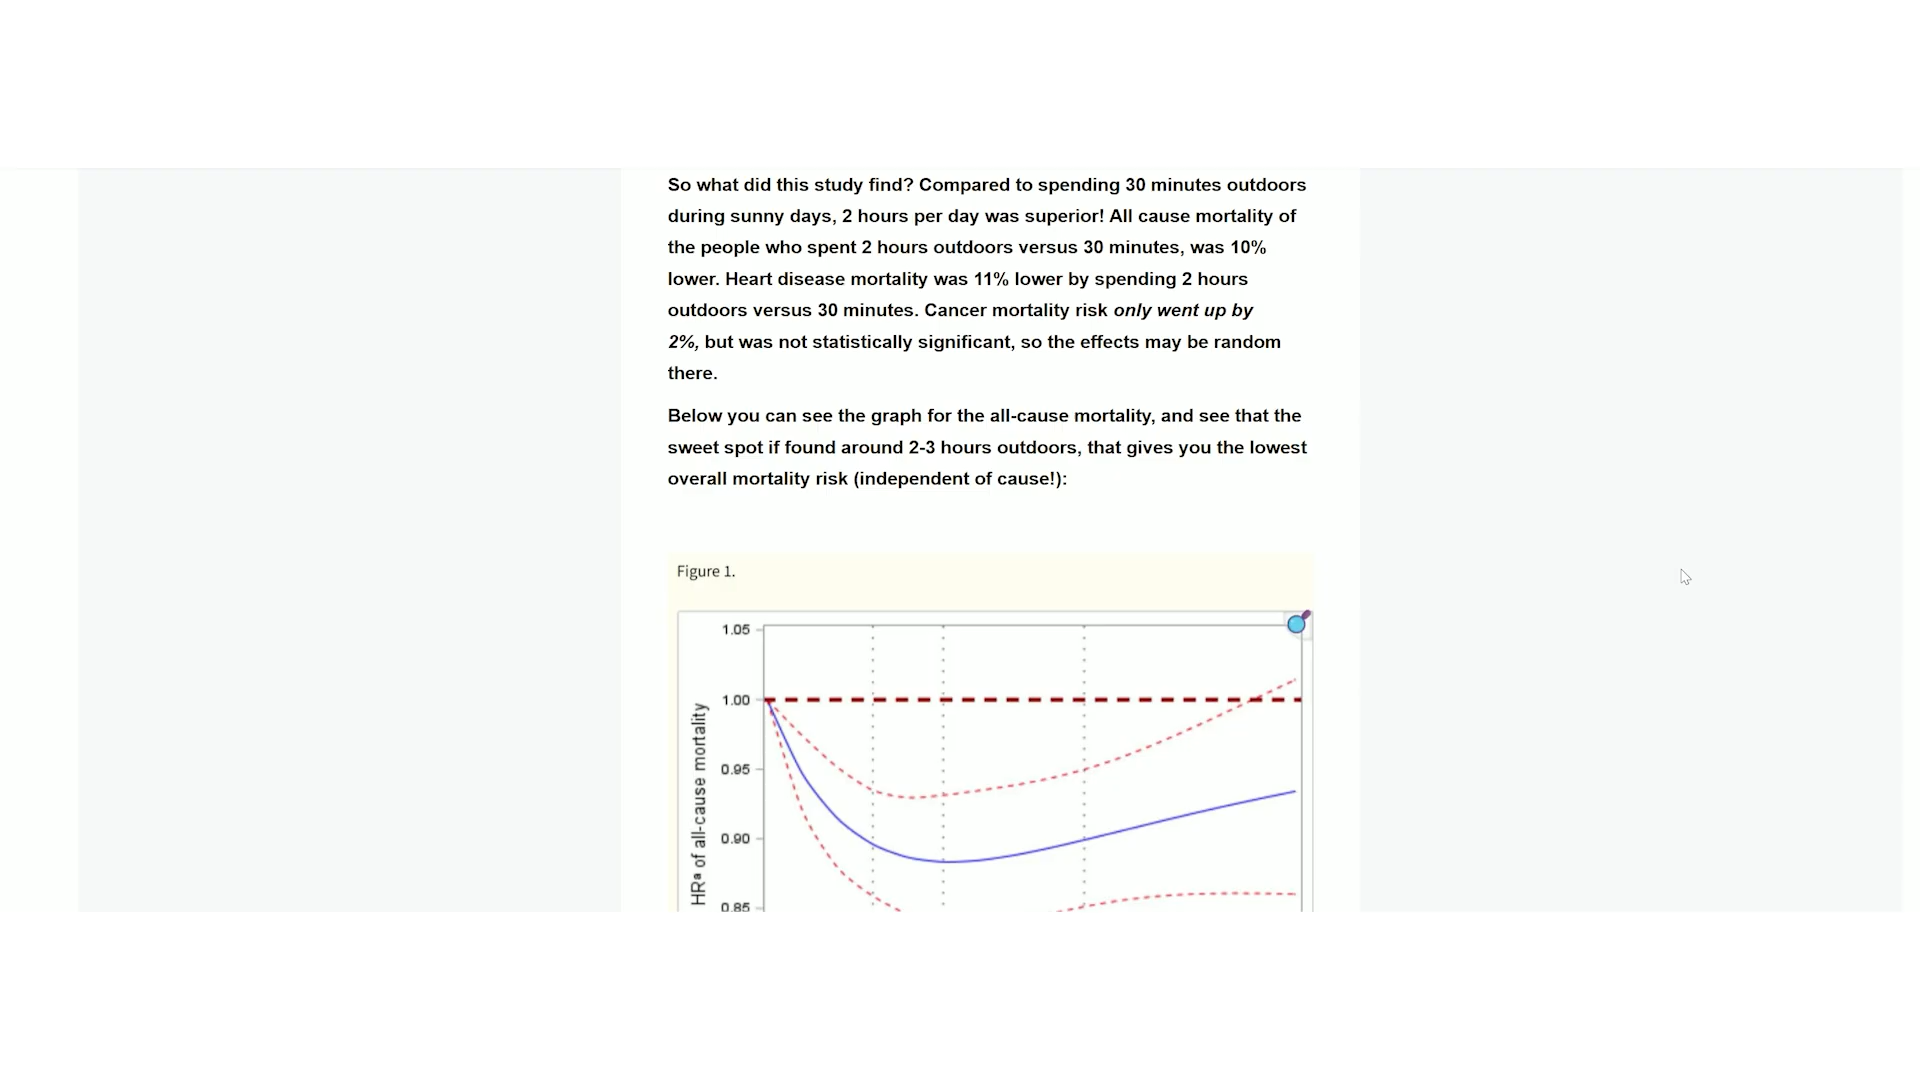 So what did this study find? Compared to spending 30 minutes outdoors
during sunny days, 2 hours per day was superior! All cause mortality of
the people who spent 2 hours outdoors versus 30 minutes, was 10%
lower. Heart disease mortality was 11% lower by spending 2 hours
outdoors versus 30 minutes. Cancer mortality risk only went up by
2%, but was not statistically significant, so the effects may be random
there.
Below you can see the graph for the all-cause mortality, and see that the
sweet spot if found around 2-3 hours outdoors, that gives you the lowest
overall mortality risk (independent of cause!):
Figure 1.
1.05
1.00
0.95
0.90
0.85
HRª of all-cause mortality